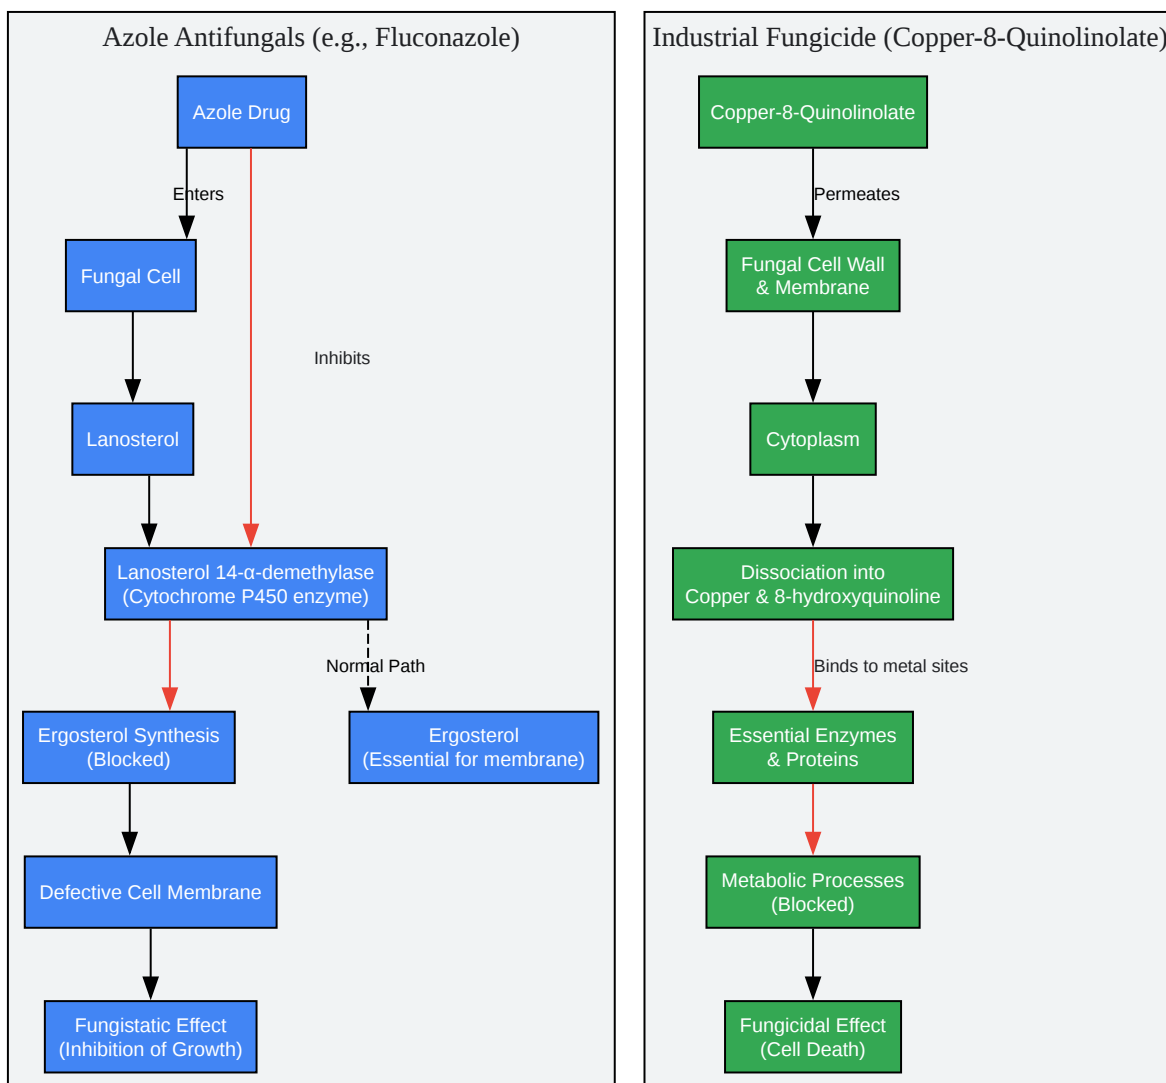 Azole Antifungals (e.g., Fluconazole)
Azole Drug
Enters
Fungal Cell
Inhibits
Lanosterol
Lanosterol 14-α-demethylase
(Cytochrome P450 enzyme)
Normal Path
Ergosterol Synthesis
(Blocked)
Ergosterol
(Essential for membrane)
Defective Cell Membrane
Fungistatic Effect
(Inhibition of Growth)
Industrial Fungicide (Copper-8-Quinolinolate)
Copper-8-Quinolinolate
Permeates
Fungal Cell Wall
& Membrane
Cytoplasm
Dissociation into
Copper & 8-hydroxyquinoline
Binds to metal sites
Essential Enzymes
& Proteins
Metabolic Processes
(Blocked)
Fungicidal Effect
(Cell Death)